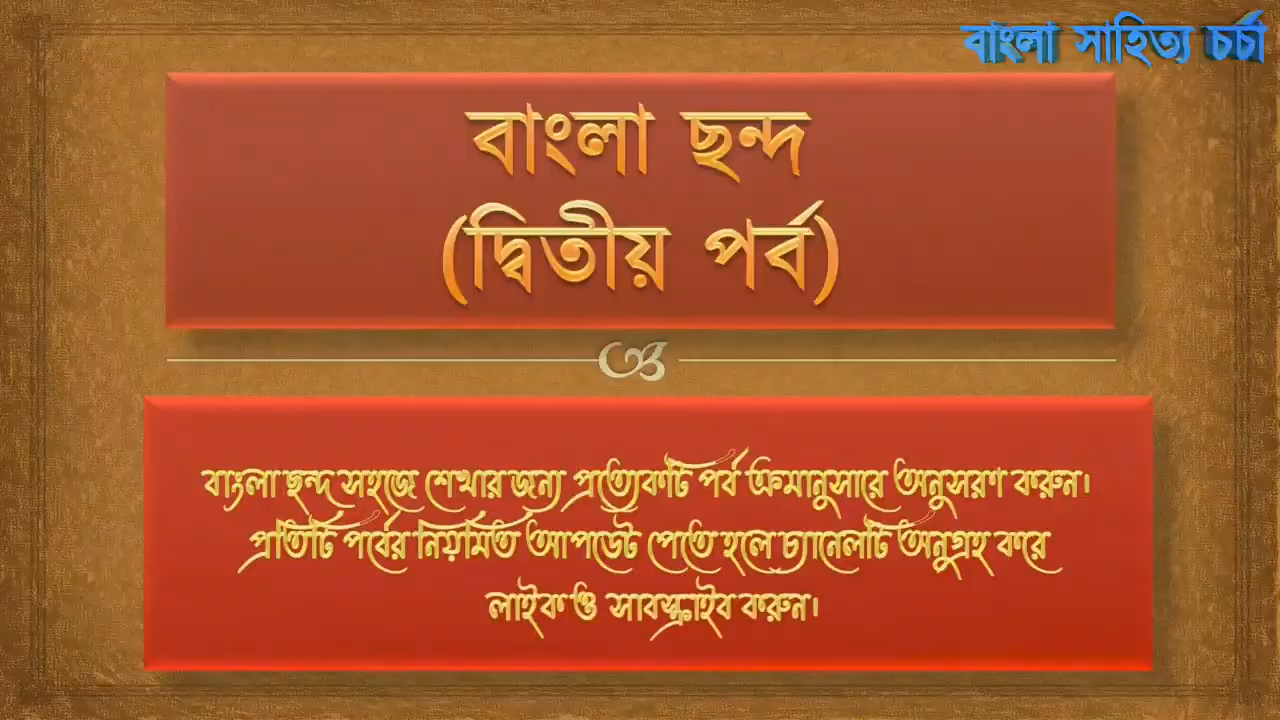 বাংলা সাহিত্য চর্চা
বাংলা ছন্দ
(দ্বিতীয় পর্ব)
বাংলা ছন্দ সহজে শেখার জন্য প্রত্যেকটি পর্ব ক্রমানুসারে অনুসরণ করুন।
প্রতিটি পর্বের নিয়মিত আপডেট পেতে হলে চ্যানেলটি অনুগ্রহ করে
লাইক ও সাবস্ক্রাইব করুন।